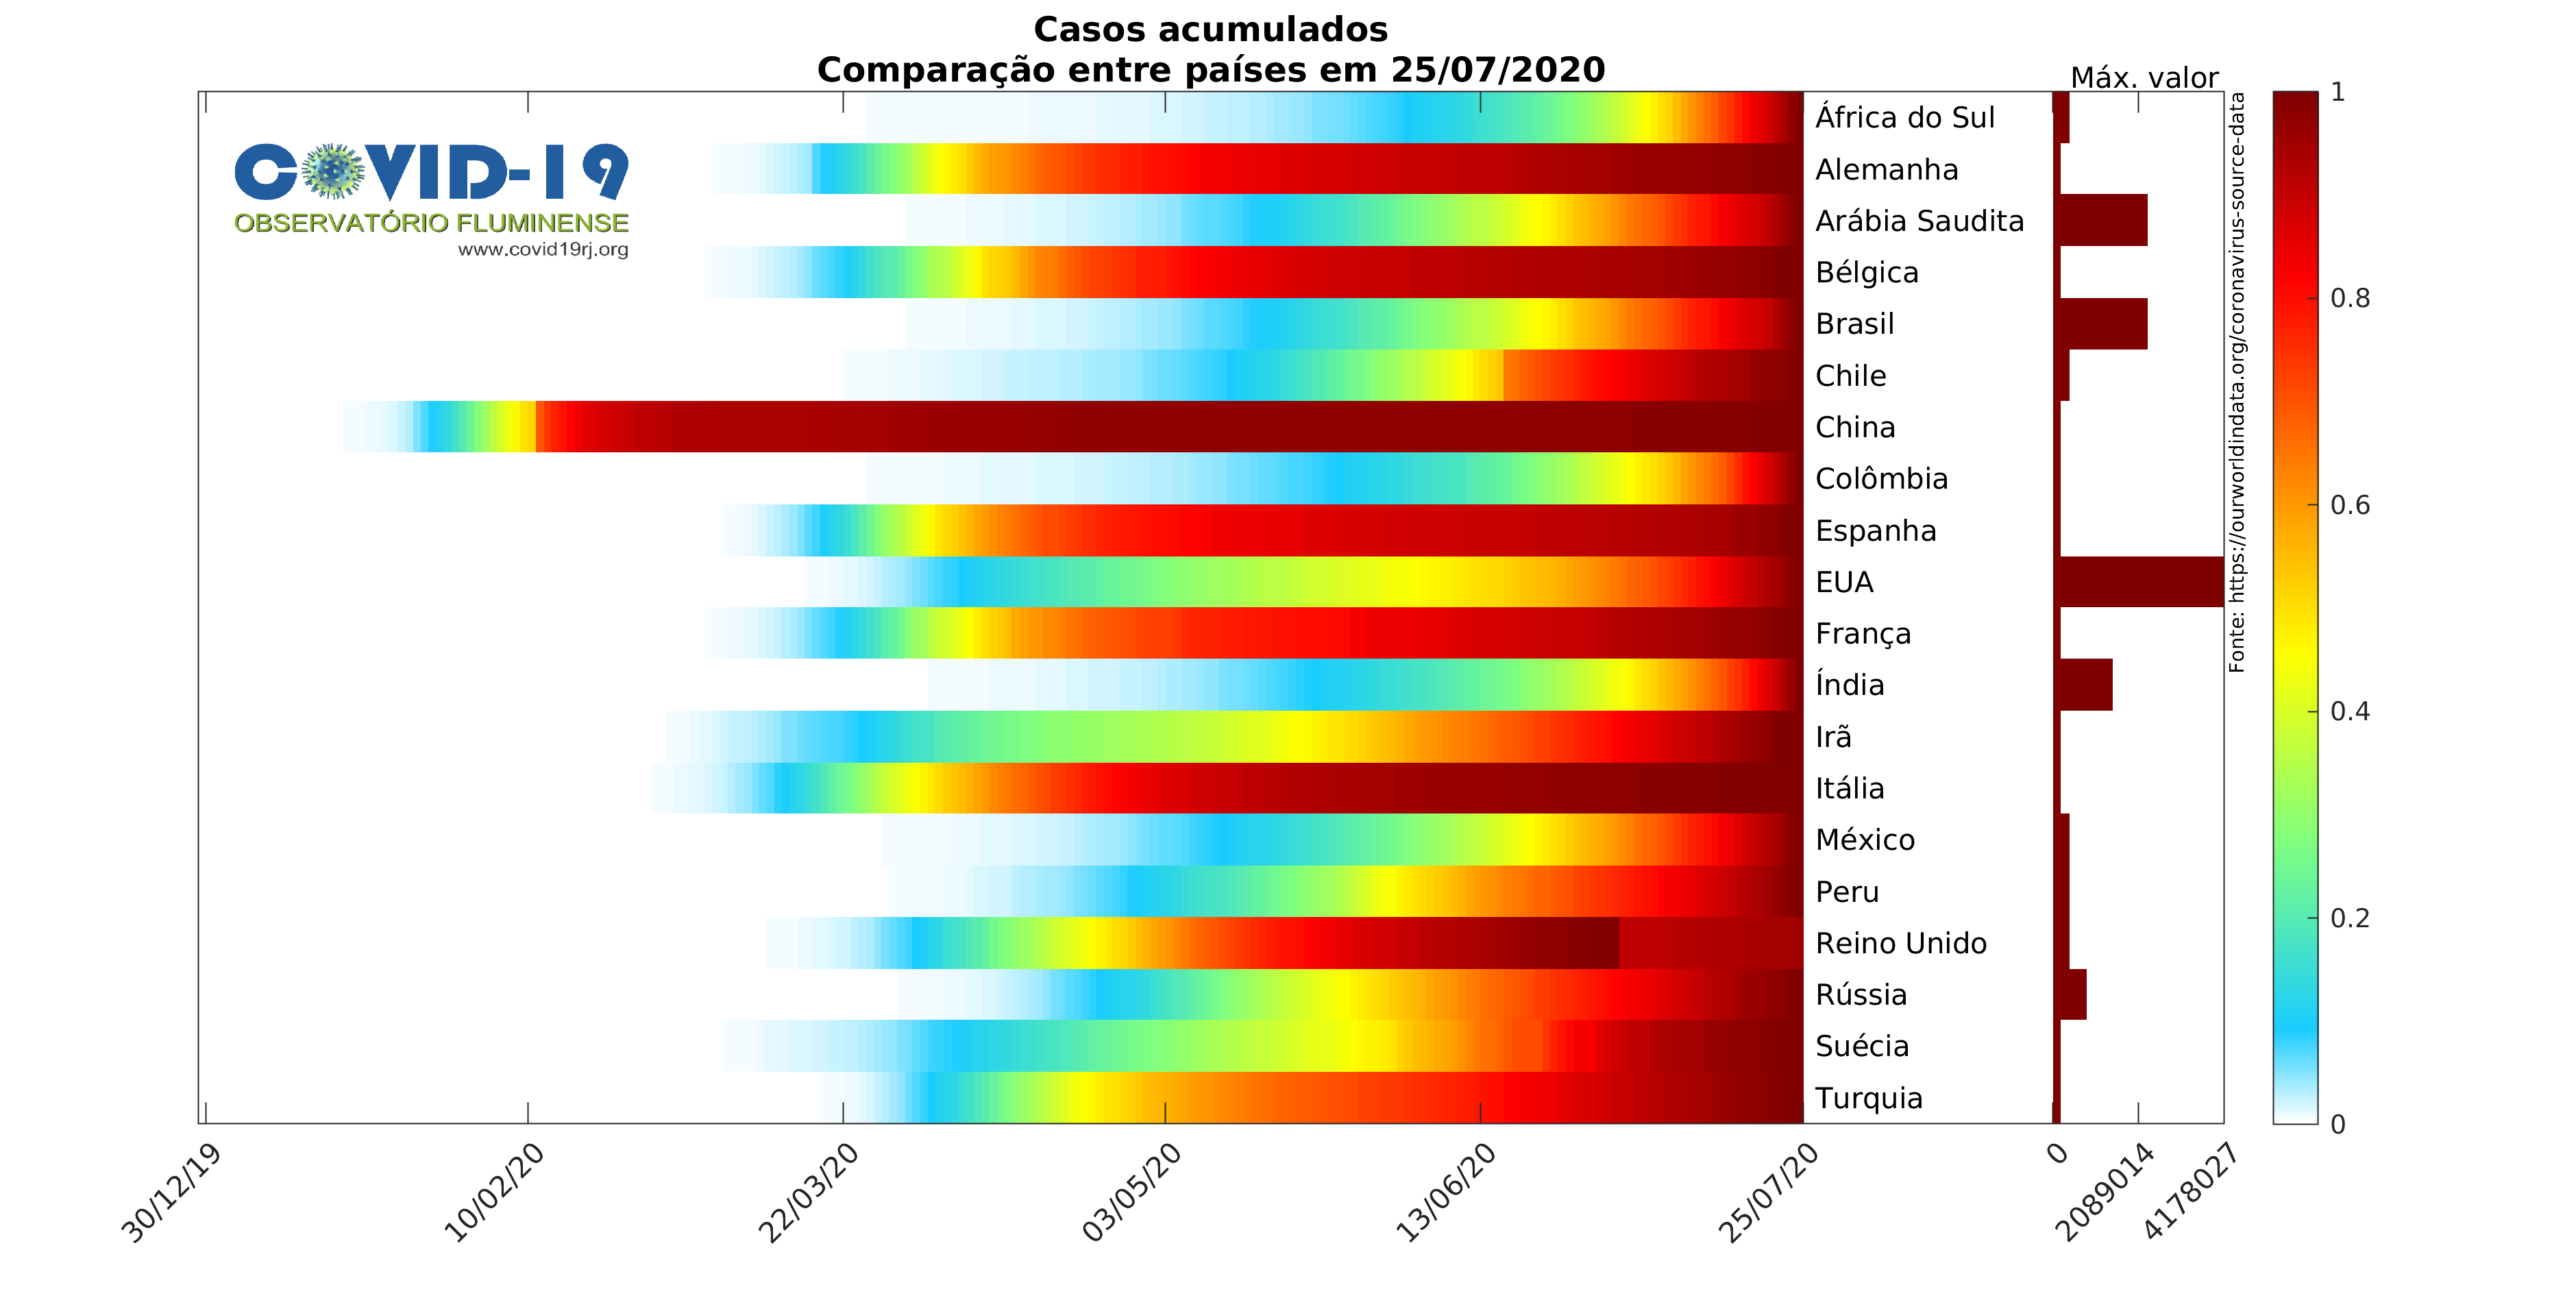 Casos acumulados
Comparação entre países em 25/07/2020
COVID-19
OBSERVATÓRIO FLUMINENSE
www.covid19rj.org
Máx. valor
África do Sul
Alemanha
Arábia Saudita
Bélgica
Brasil
Chile
China
Colômbia
Espanha
EUA
França
Índia
Irã
Itália
México
Peru
Reino Unido
Rússia
Suécia
Turquia
30/12/19
10/02/20
22/03/20
03/05/20
13/06/20
25/07/20
0
2089014
4178027
Fonte: https://ourworldindata.org/coronavirus-source-data
1
0.8
0.6
0.4
0.2
0